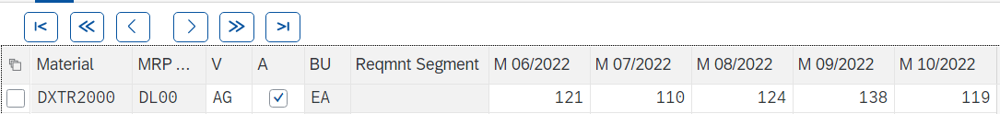 Material MRP ... V A BU Reqmnt Segment M 06/2022 M 07/2022 M 08/2022 M 09/2022 M 10/2022
DXTR2000 DL00 AG EA 121 110 124 138 119